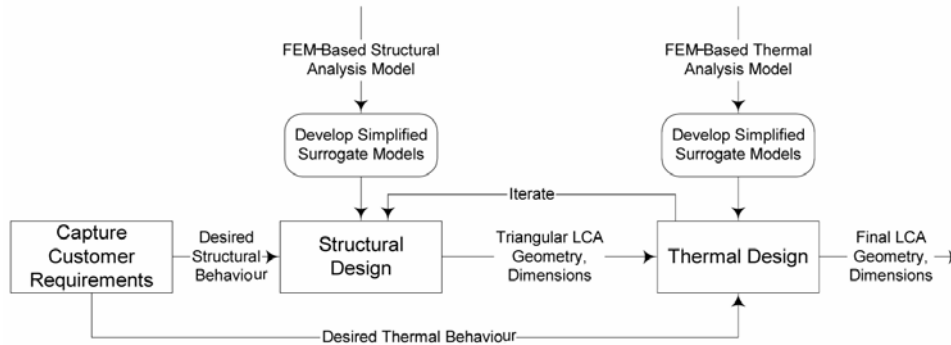 FEM-Based Structural
Analysis Model
FEM-Based Thermal
Analysis Model
Develop Simplified
Surrogate Models
Develop Simplified
Surrogate Models
Iterate
Capture
Customer
Requirements
Desired
Structural
Behaviour
Structural
Design
Triangular LCA
Geometry,
Dimensions
Thermal Design
Final LCA
Geometry,
Dimensions
Desired Thermal Behaviour